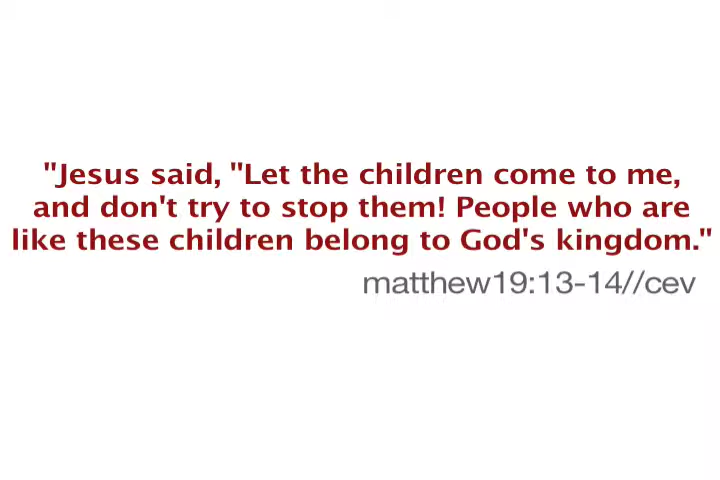 "Jesus said, "Let the children come to me,
and don't try to stop them! People who are
like these children belong to God's kingdom."
matthew19:13-14//cev